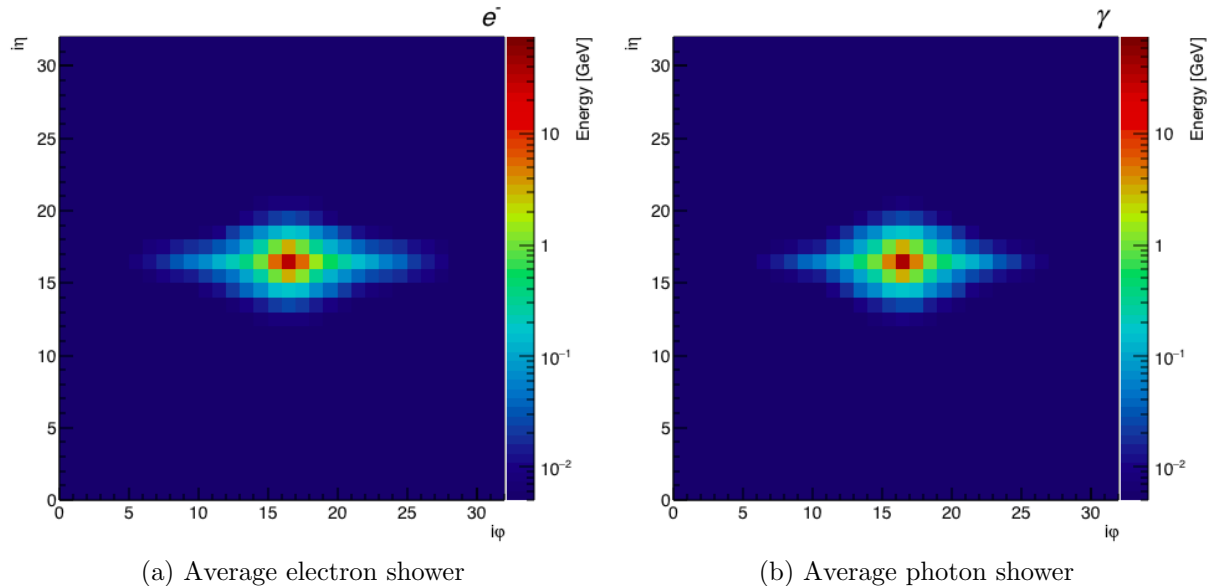 e⁻
iη
30
25
20
15
10
5
0
0 5 10 15 20 25 30
iφ
10
1
10⁻¹
10⁻²
Energy [GeV]
(a) Average electron shower
γ
iη
30
25
20
15
10
5
0
0 5 10 15 20 25 30
iφ
10
1
10⁻¹
10⁻²
Energy [GeV]
(b) Average photon shower